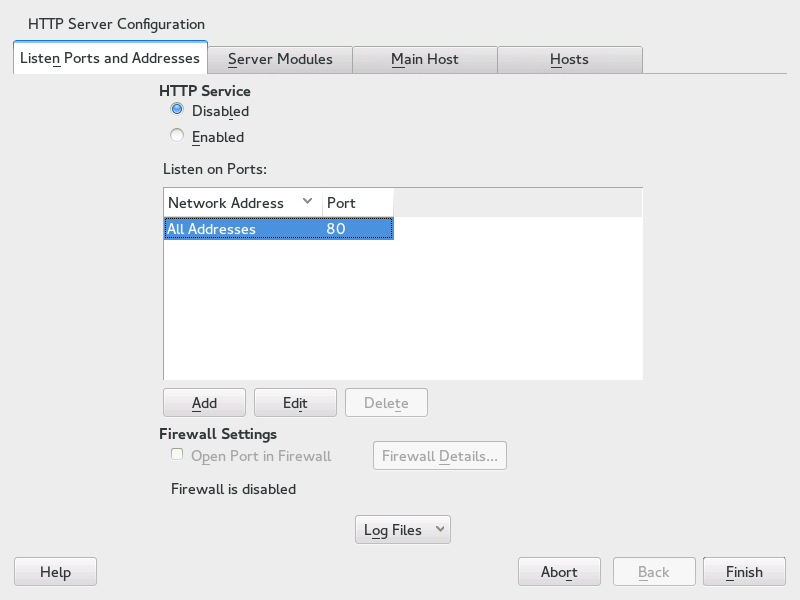 HTTP Server Configuration
Listen Ports and Addresses Server Modules Main Host Hosts
HTTP Service
Disabled
Enabled
Listen on Ports:
Network Address Port
All Addresses 80
Add Edit Delete
Firewall Settings
Open Port in Firewall Firewall Details...
Firewall is disabled
Log Files
Help Abort Back Finish